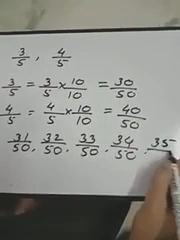 3/5 , 4/5
3/5 = 3/5 × 10/10 = 30/50
4/5 = 4/5 × 10/10 = 40/50
31/50 , 32/50 , 33/50 , 34/50 , 35